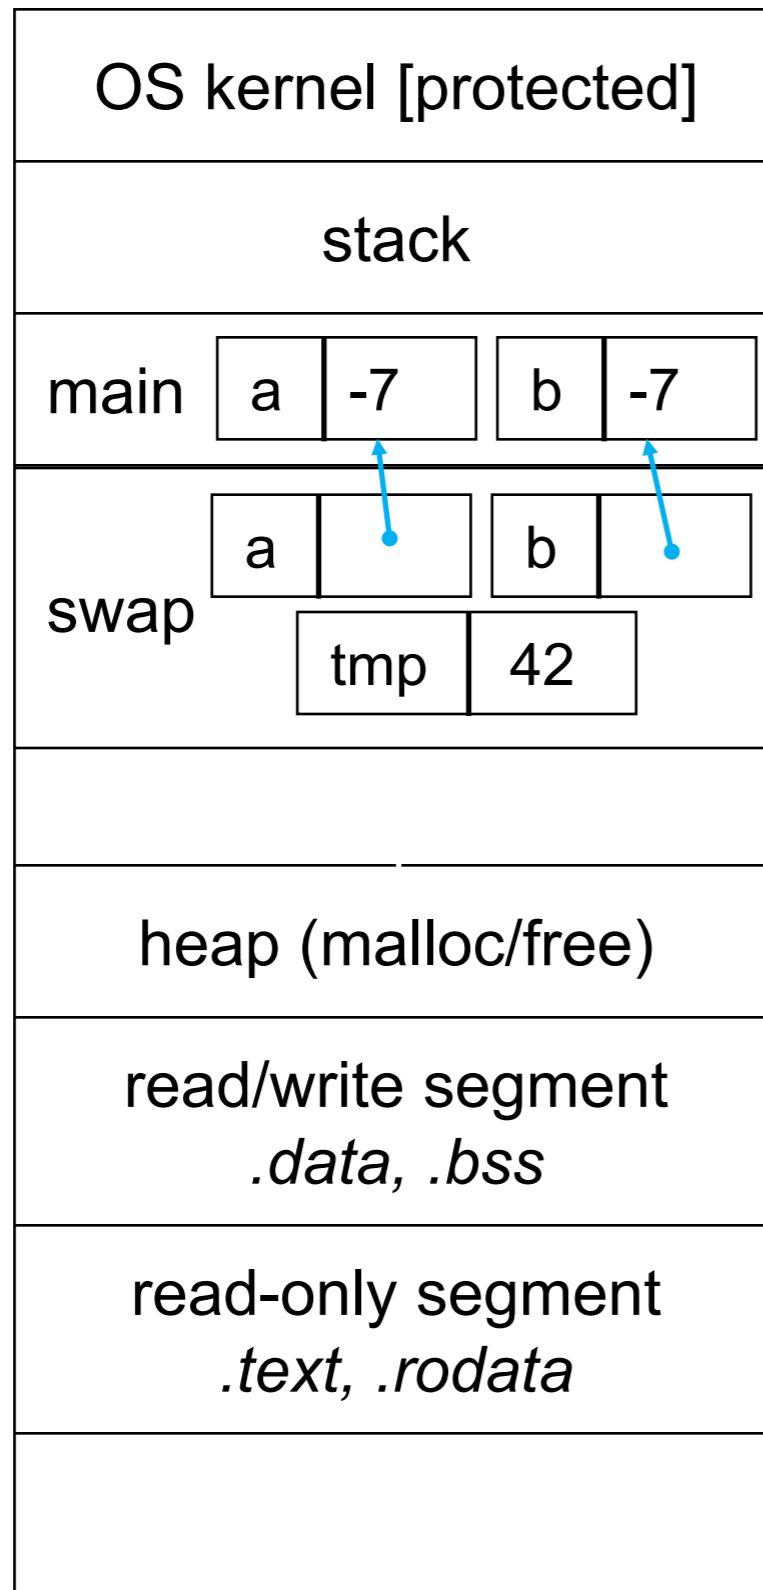 OS kernel [protected]
stack
main a -7 b -7
a b
swap
tmp 42
heap (malloc/free)
read/write segment
.data, .bss
read-only segment
.text, .rodata